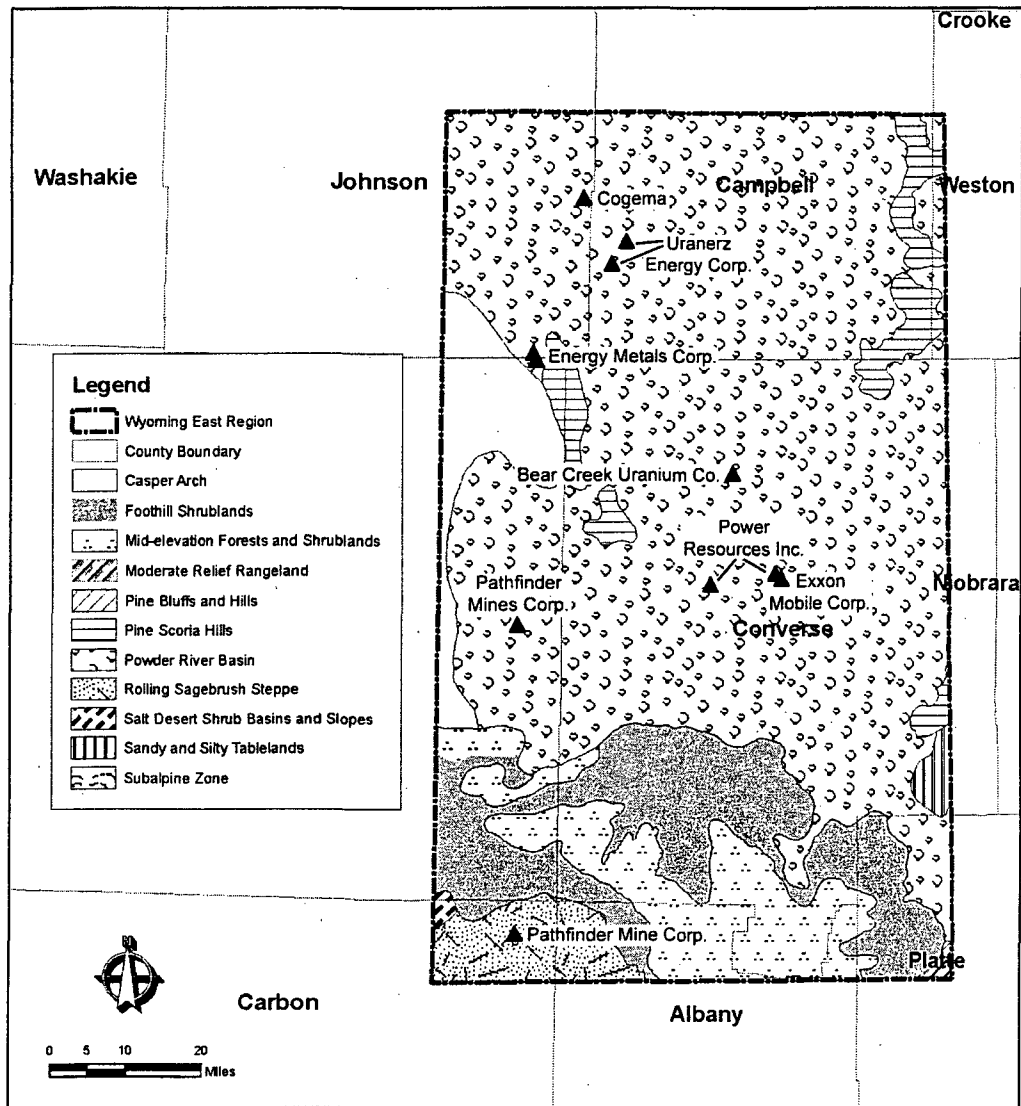 Crooke
Washakie
Johnson
Campbell
Weston
Cogema
Uranerz
Energy Corp.
Energy Metals Corp.
Legend
Wyoming East Region
County Boundary
Casper Arch
Foothill Shrublands
Mid-elevation Forests and Shrublands
Moderate Relief Rangeland
Pine Bluffs and Hills
Pine Scoria Hills
Powder River Basin
Rolling Sagebrush Steppe
Salt Desert Shrub Basins and Slopes
Sandy and Silty Tablelands
Subalpine Zone
Bear Creek Uranium Co.
Power
Resources Inc.
Pathfinder
Mines Corp.
Exxon
Mobile Corp.
Niobrara
Converse
Pathfinder Mine Corp.
Platte
Carbon
Albany
N
0 5 10 20
Miles